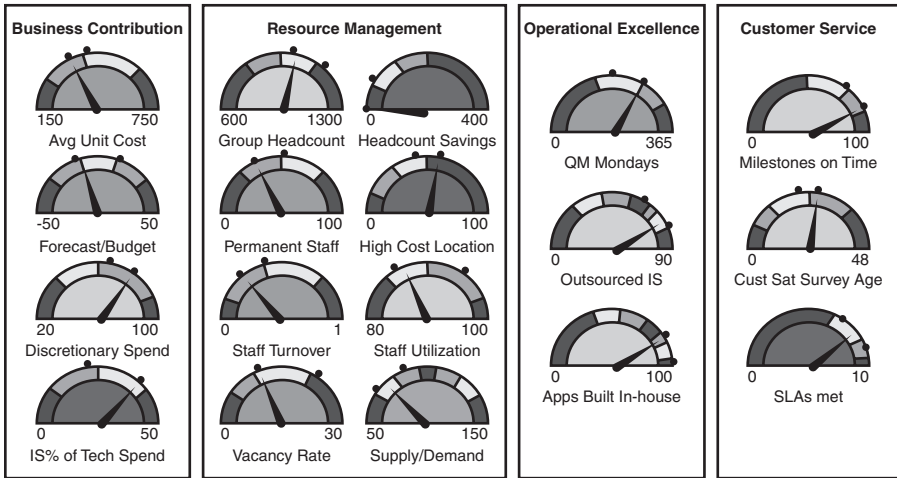 Business Contribution
150 750
Avg Unit Cost
-50 50
Forecast/Budget
20 100
Discretionary Spend
0 50
IS% of Tech Spend
Resource Management
600 1300
Group Headcount
0 400
Headcount Savings
0 100
Permanent Staff
0 100
High Cost Location
0 1
Staff Turnover
80 100
Staff Utilization
0 30
Vacancy Rate
50 150
Supply/Demand
Operational Excellence
0 365
QM Mondays
0 90
Outsourced IS
0 100
Apps Built In-house
Customer Service
0 100
Milestones on Time
0 48
Cust Sat Survey Age
0 10
SLAs met